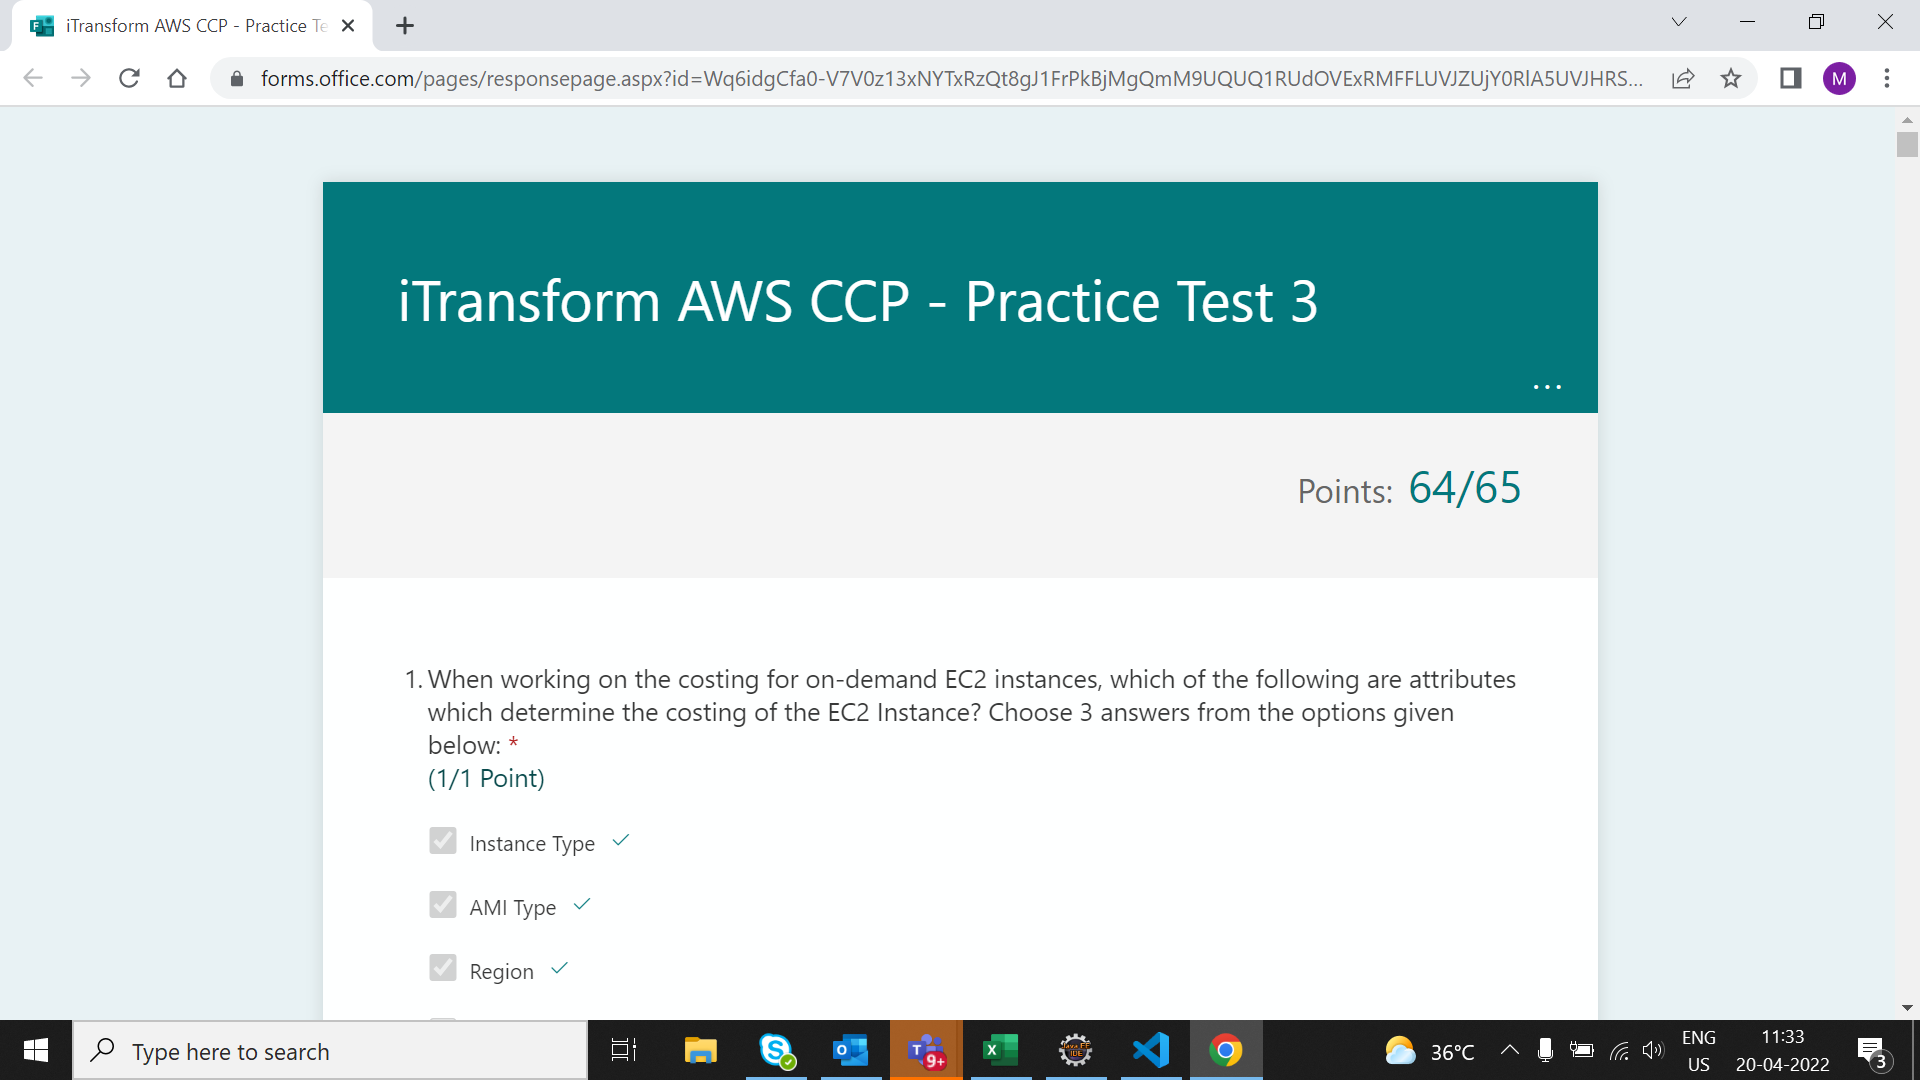 iTransform AWS CCP - Practice Te
forms.office.com/pages/responsepage.aspx?id=Wq6idgCfa0-V7V0z13xNYTxRzQt8gJ1FrPkBjMgQmM9UQUQ1RUdOVExRMFFLUVJZUjY0RlA5UVJHRS...
M
iTransform AWS CCP - Practice Test 3
...
Points: 64/65
1. When working on the costing for on-demand EC2 instances, which of the following are attributes
which determine the costing of the EC2 Instance? Choose 3 answers from the options given
below: *
(1/1 Point)
Instance Type
AMI Type
Region
Type here to search
9+
36°C
ENG
US
11:33
20-04-2022
3